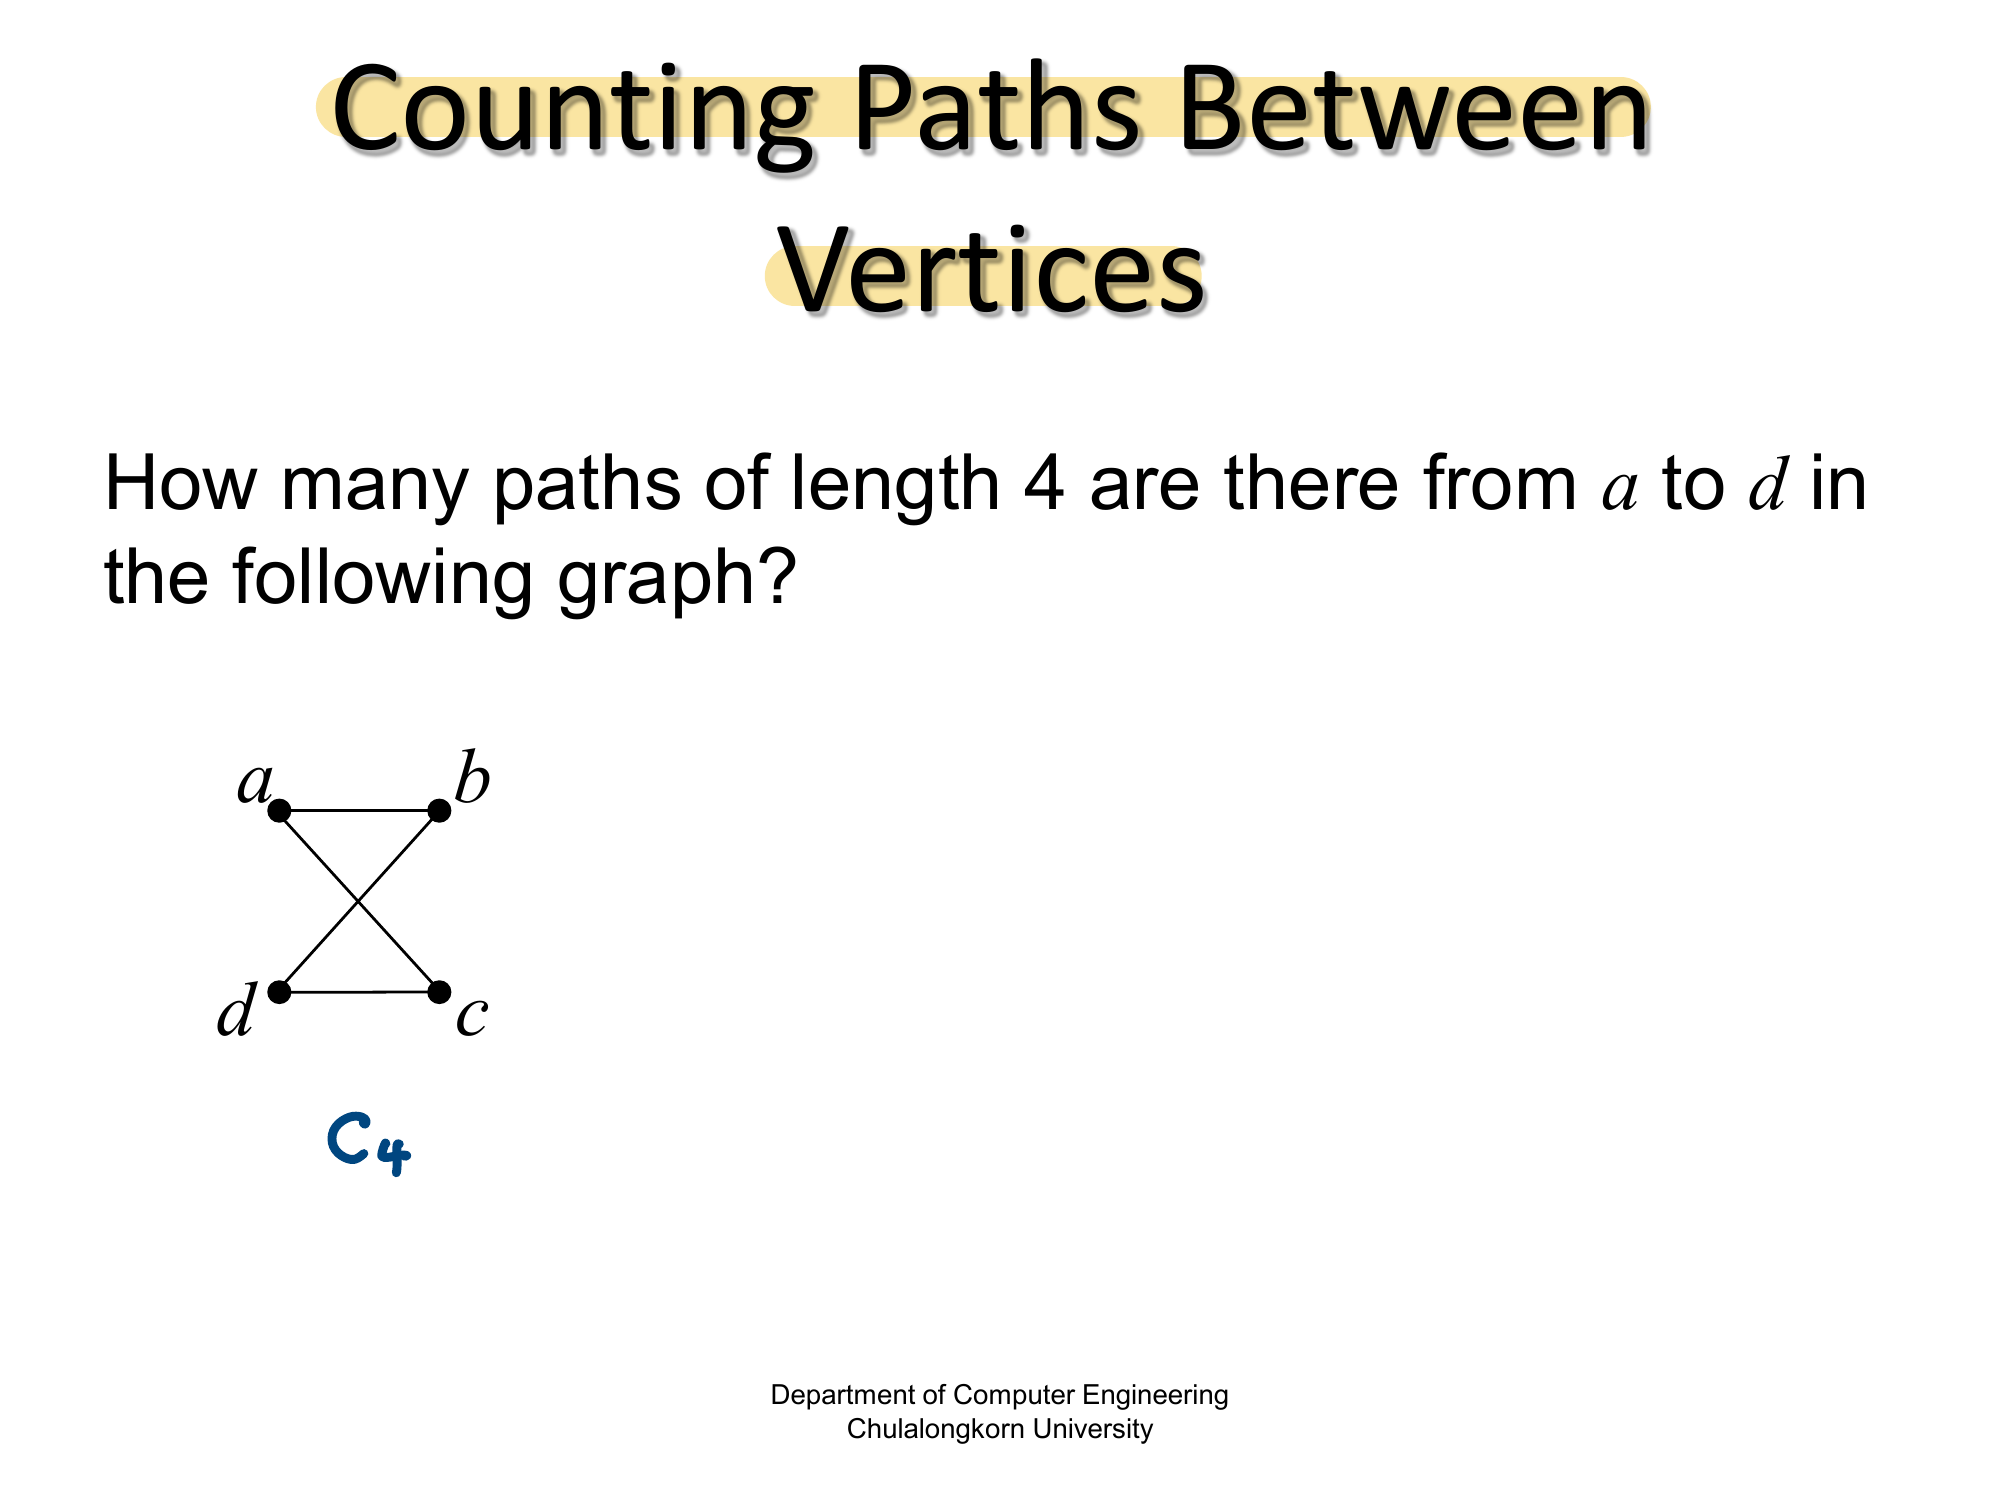 Counting Paths Between
Vertices
How many paths of length 4 are there from a to d in
the following graph?
a b
d c
C4
Department of Computer Engineering
Chulalongkorn University